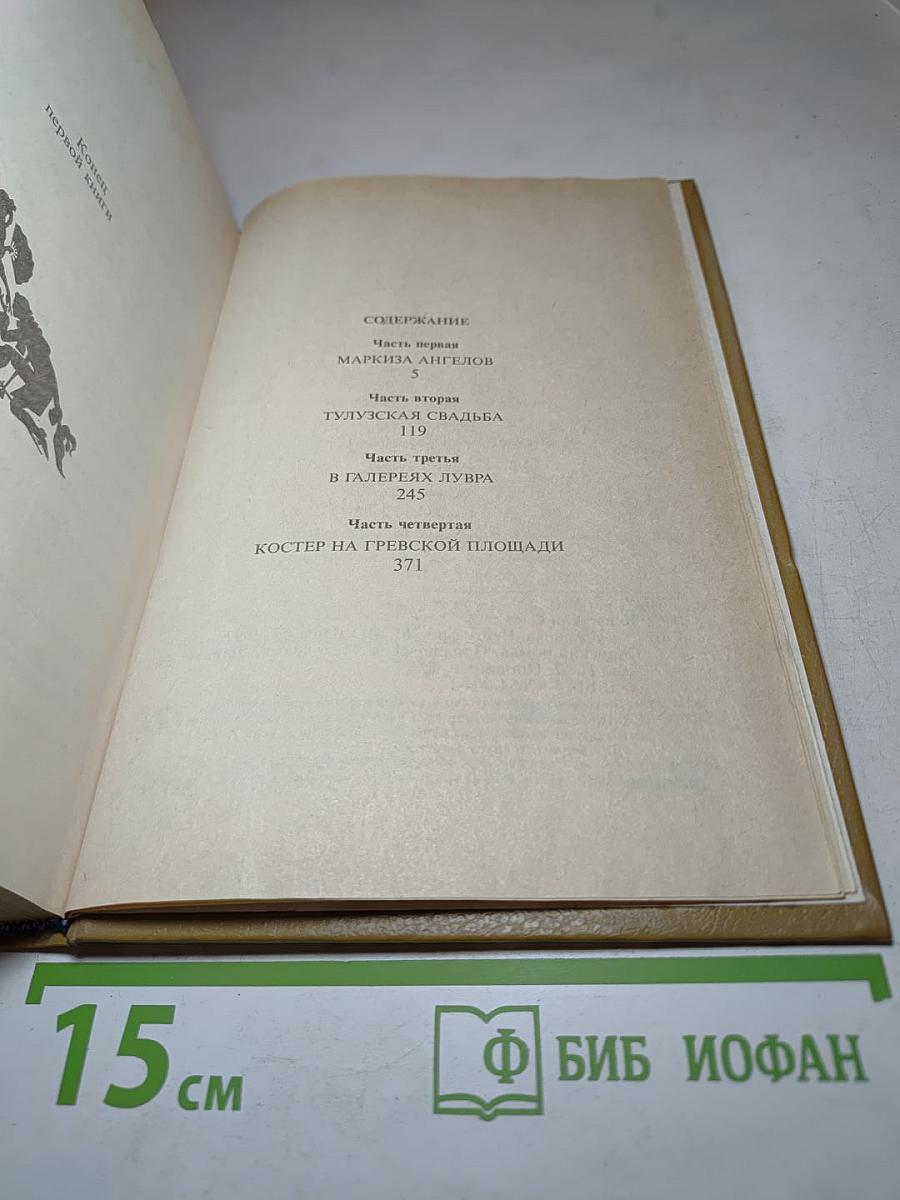 Конец
первой книги
СОДЕРЖАНИЕ
Часть первая
МАРКИЗА АНГЕЛОВ
5
Часть вторая
ТУЛУЗСКАЯ СВАДЬБА
119
Часть третья
В ГАЛЕРЕЯХ ЛУВРА
245
Часть четвертая
КОСТЕР НА ГРЕВСКОЙ ПЛОЩАДИ
371
15 см
Ф БИБ ИОФАН